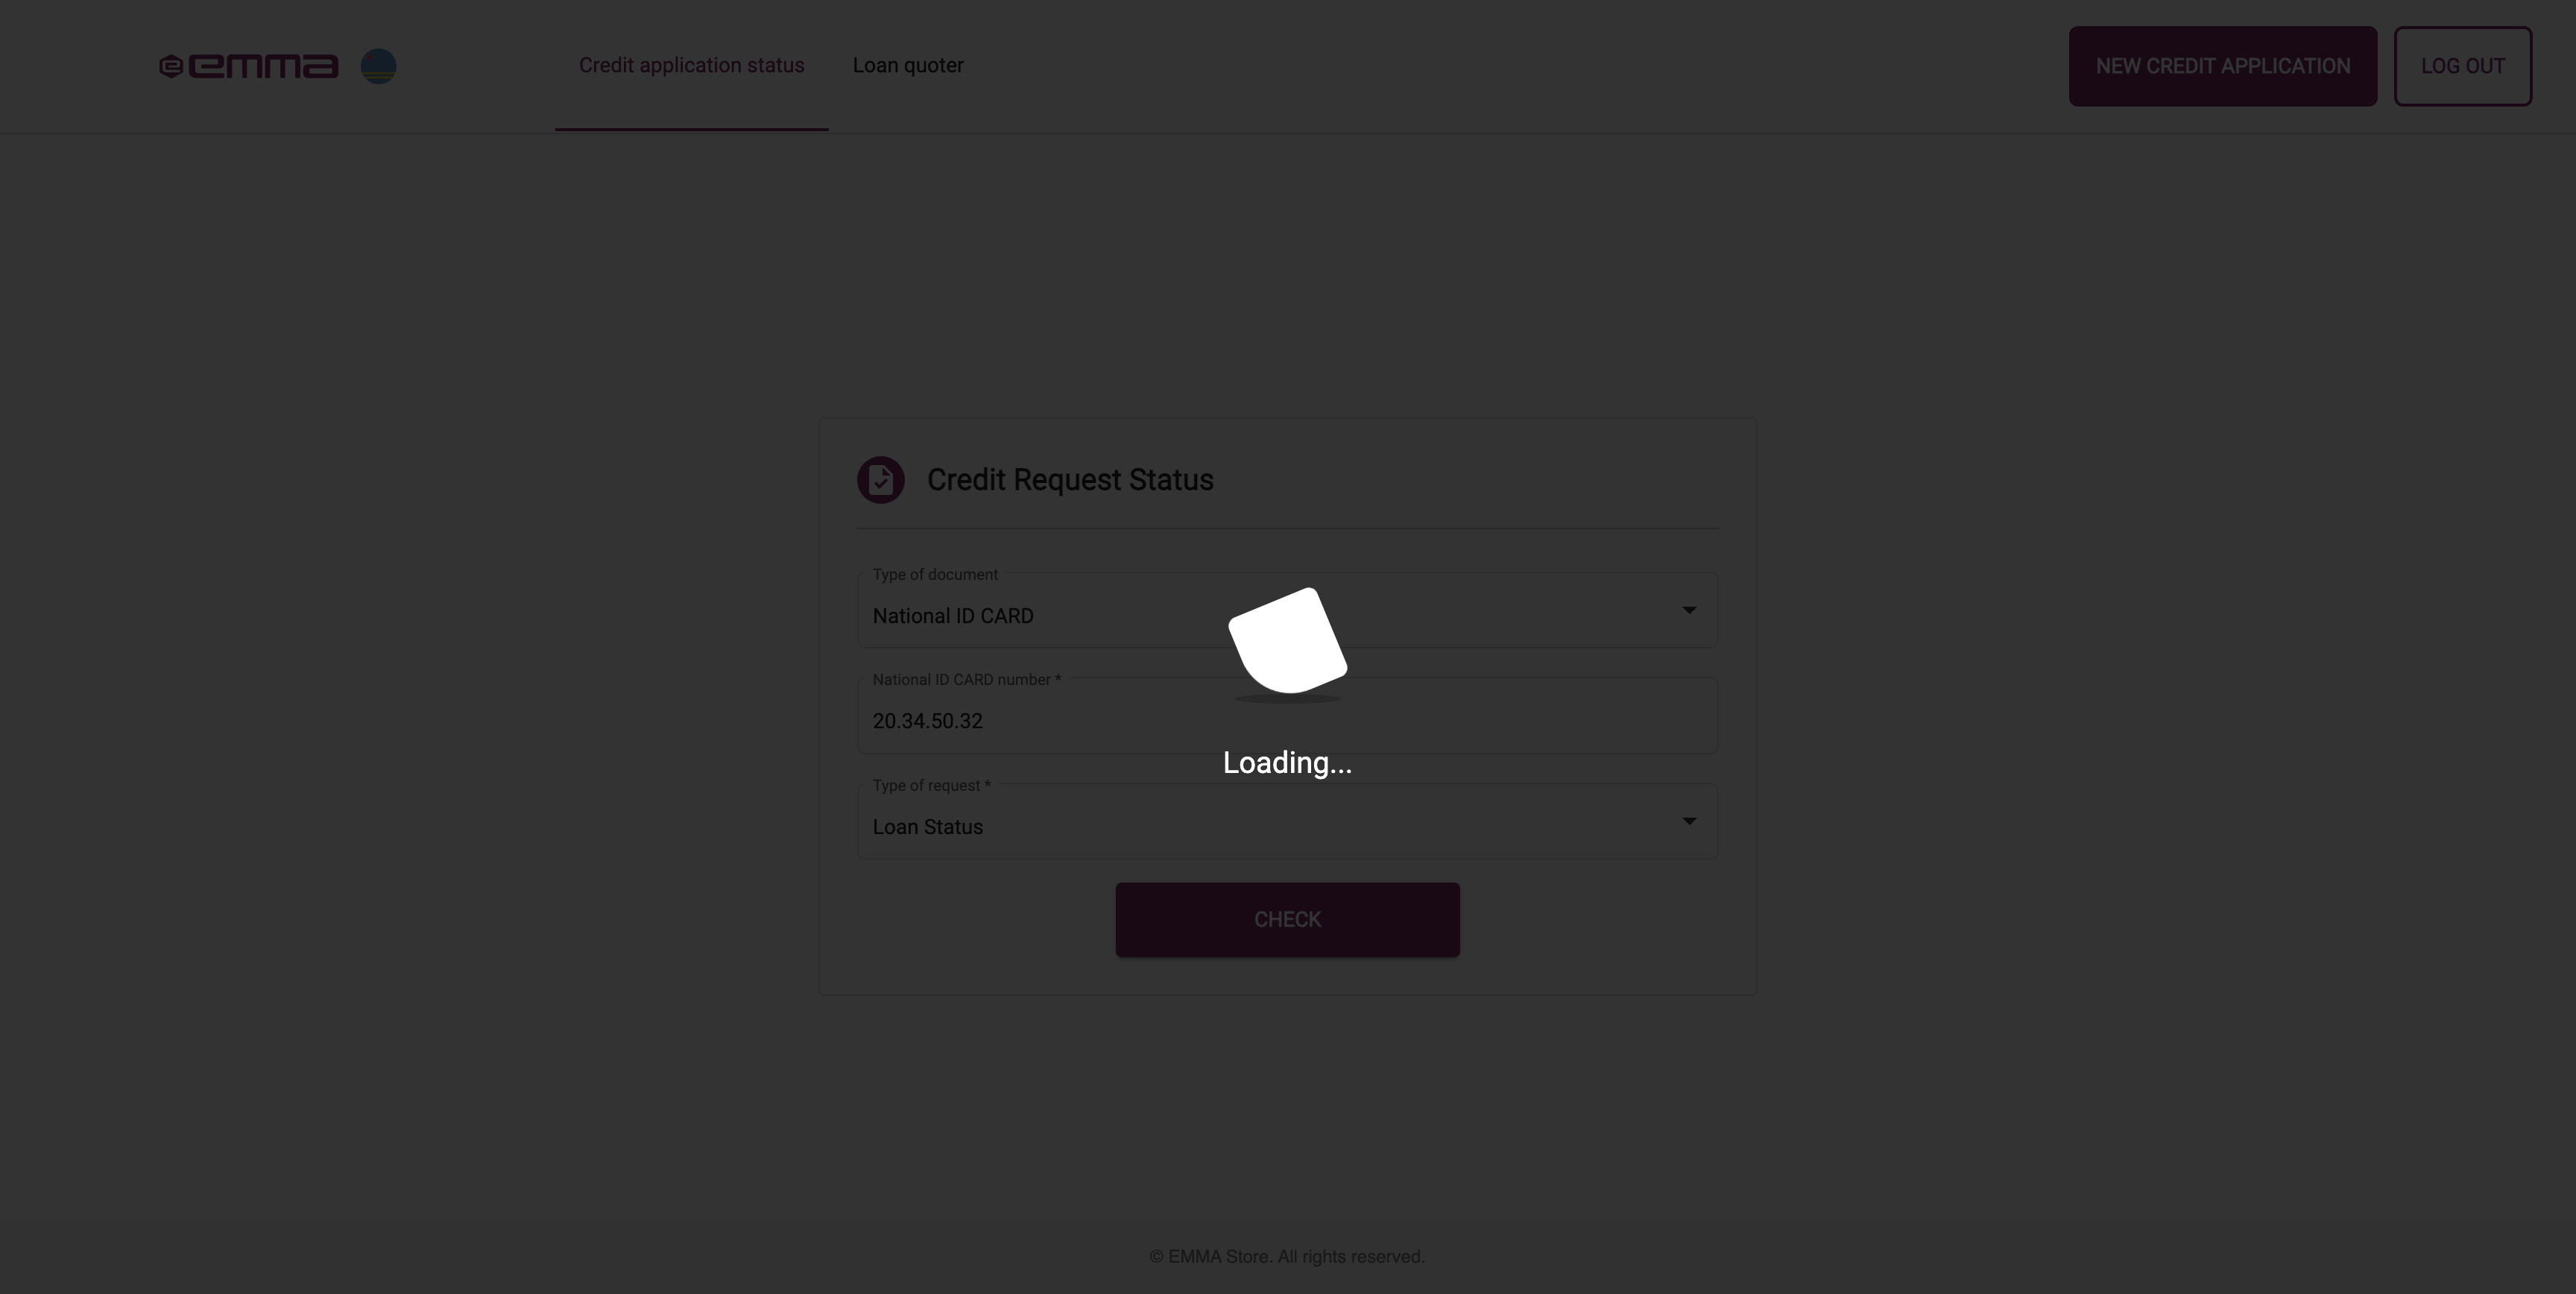 emma
Credit application status
Loan quoter
NEW CREDIT APPLICATION
LOG OUT
Credit Request Status
Type of document
National ID CARD
National ID CARD number *
20.34.50.32
Loading...
Type of request *
Loan Status
CHECK
© EMMA Store. All rights reserved.